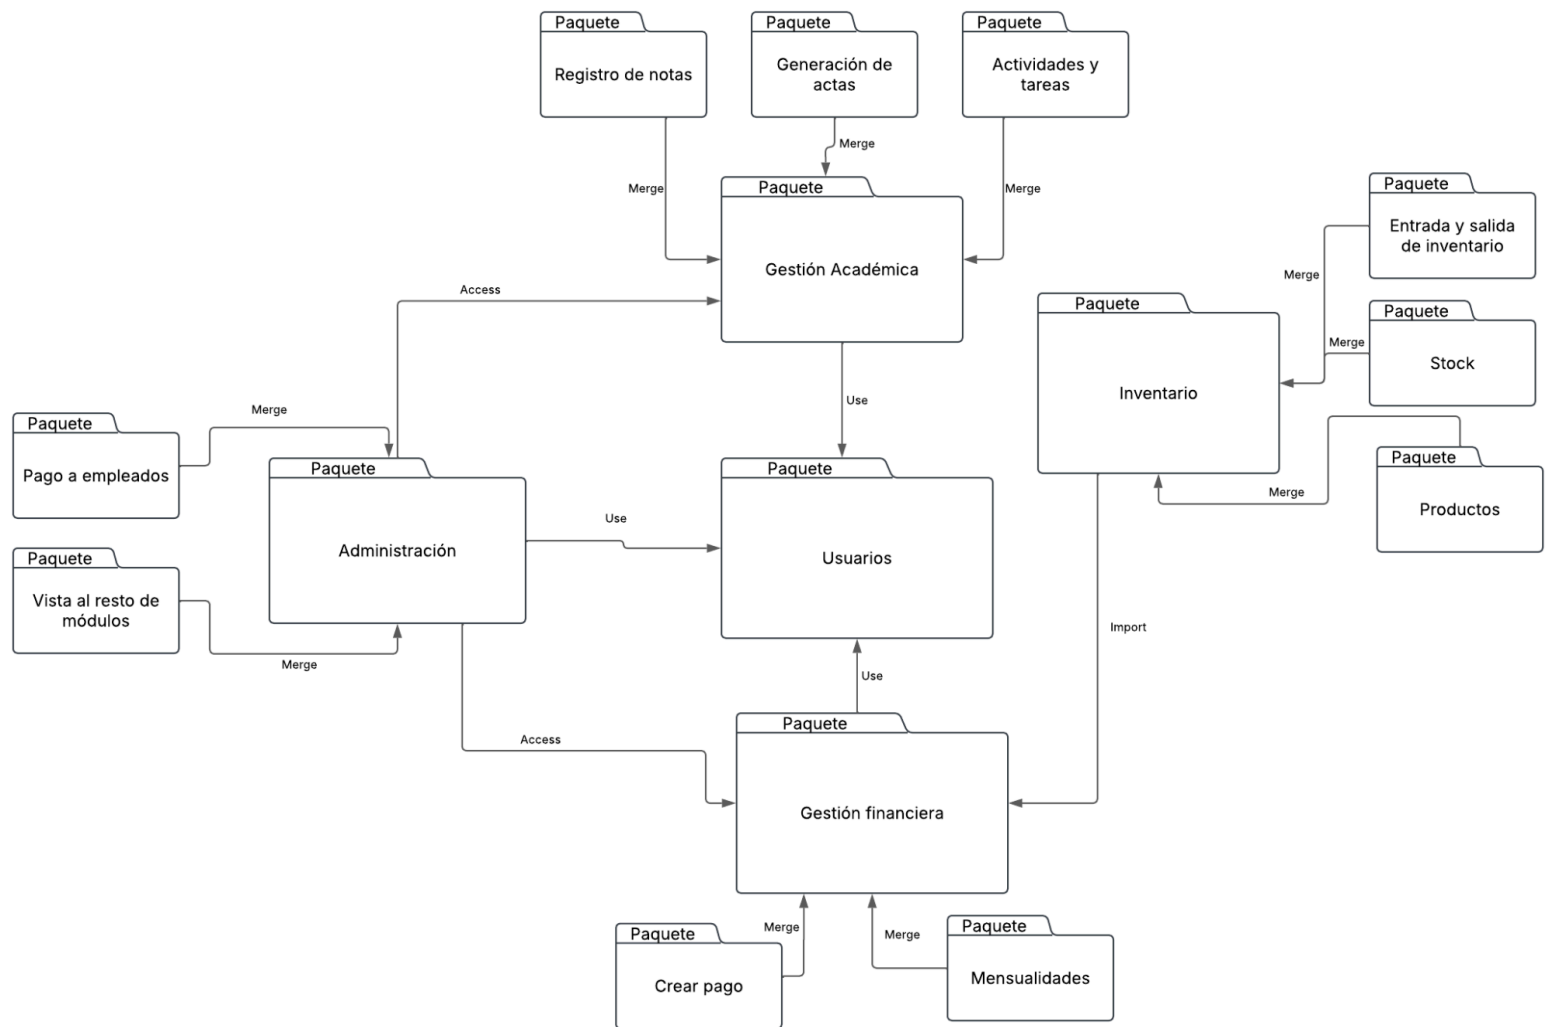 Paquete
Registro de notas
Paquete
Generación de
actas
Paquete
Actividades y
tareas
Merge
Merge
Merge
Paquete
Gestión Académica
Paquete
Entrada y salida
de inventario
Merge
Access
Paquete
Inventario
Paquete
Stock
Merge
Use
Merge
Paquete
Pago a empleados
Paquete
Administración
Use
Paquete
Usuarios
Paquete
Productos
Merge
Paquete
Vista al resto de
módulos
Merge
Import
Use
Access
Paquete
Gestión financiera
Merge
Merge
Paquete
Crear pago
Paquete
Mensualidades